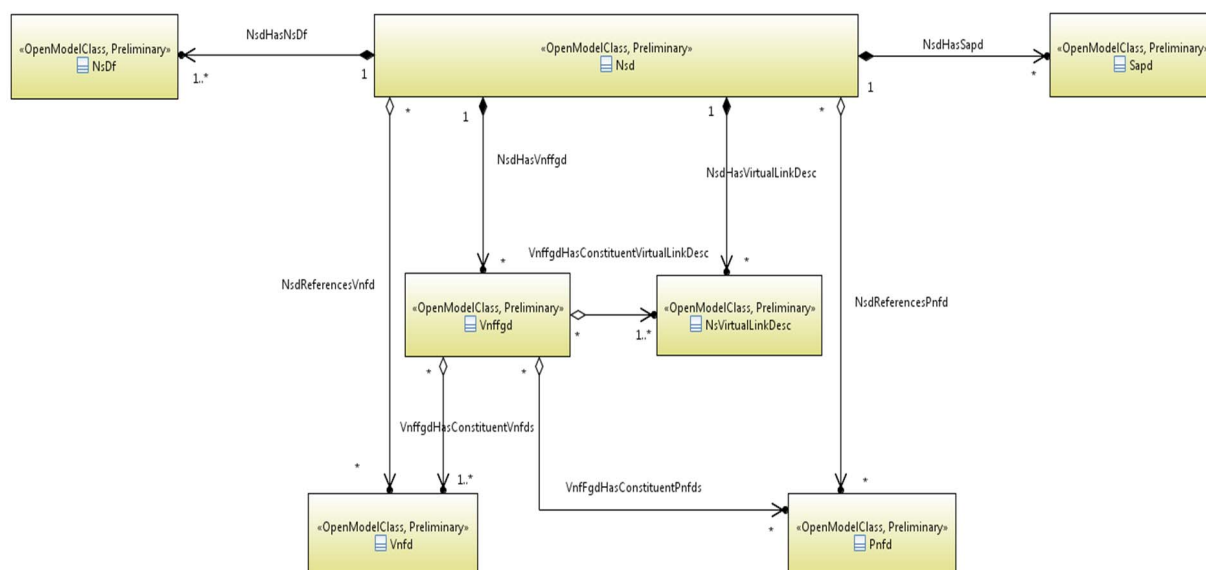 «OpenModelClass, Preliminary»
NsDf
NsdHasNsDf
1..*
1
«OpenModelClass, Preliminary»
Nsd
NsdHasSapd
1
*
«OpenModelClass, Preliminary»
Sapd
*
1
1
*
NsdHasVnffgd
NsdHasVirtualLinkDesc
VnffgdHasConstituentVirtualLinkDesc
*
*
NsdReferencesVnfd
NsdReferencesPnfd
«OpenModelClass, Preliminary»
Vnffgd
*
1..*
«OpenModelClass, Preliminary»
NsVirtualLinkDesc
*
*
VnffgdHasConstituentVnfds
*
1..*
VnfFgdHasConstituentPnfds
*
*
«OpenModelClass, Preliminary»
Vnfd
«OpenModelClass, Preliminary»
Pnfd